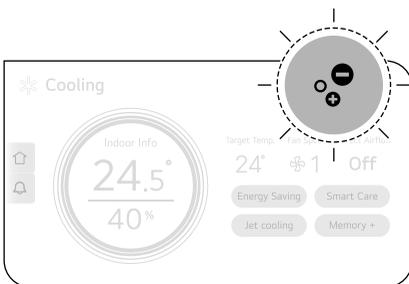 Cooling
Indoor Info
24.5°
40%
Target Temp.
24° 1 Off
Energy Saving Smart Care
Jet cooling Memory +